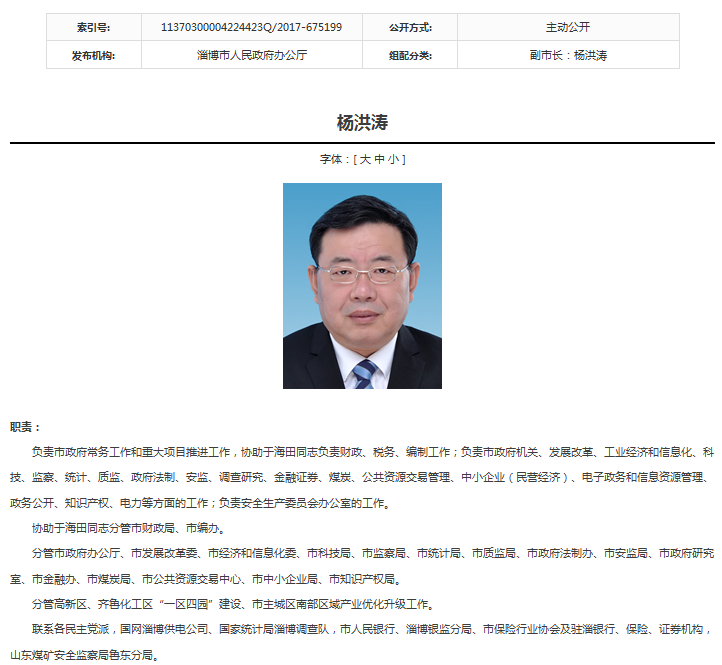 索引号: 11370300004224423Q/2017-675199 公开方式: 主动公开
发布机构: 淄博市人民政府办公厅 组配分类: 副市长：杨洪涛
杨洪涛
字体：[ 大 中 小 ]
职责：
负责市政府常务工作和重大项目推进工作，协助于海田同志负责财政、税务、编制工作；负责市政府机关、发展改革、工业经济和信息化、科
技、监察、统计、质监、政府法制、安监、调查研究、金融证券、煤炭、公共资源交易管理、中小企业（民营经济）、电子政务和信息资源管理、
政务公开、知识产权、电力等方面的工作；负责安全生产委员会办公室的工作。
协助于海田同志分管市财政局、市编办。
分管市政府办公厅、市发展改革委、市经济和信息化委、市科技局、市监察局、市统计局、市质监局、市政府法制办、市安监局、市政府研究
室、市金融办、市煤炭局、市公共资源交易中心、市中小企业局、市知识产权局。
分管高新区、齐鲁化工区“一区四园”建设、市主城区南部区域产业优化升级工作。
联系各民主党派，国网淄博供电公司、国家统计局淄博调查队，市人民银行、淄博银监分局、市保险行业协会及驻淄银行、保险、证券机构，
山东煤矿安全监察局鲁东分局。